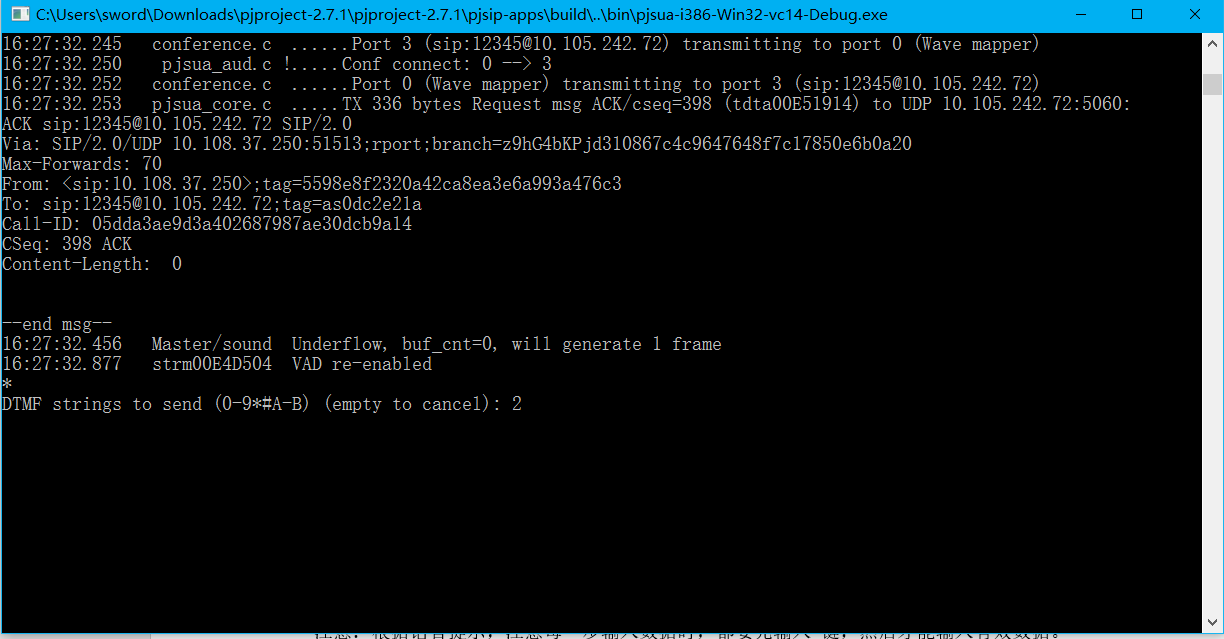 C:\Users\sword\Downloads\pjproject-2.7.1\pjproject-2.7.1\pjsip-apps\build\..\bin\pjsua-i386-Win32-vc14-Debug.exe
16:27:32.245   conference.c  ......Port 3 (sip:12345@10.105.242.72) transmitting to port 0 (Wave mapper)
16:27:32.250    pjsua_aud.c !.....Conf connect: 0 --> 3
16:27:32.252   conference.c  ......Port 0 (Wave mapper) transmitting to port 3 (sip:12345@10.105.242.72)
16:27:32.253   pjsua_core.c  .....TX 336 bytes Request msg ACK/cseq=398 (tdta00E51914) to UDP 10.105.242.72:5060:
ACK sip:12345@10.105.242.72 SIP/2.0
Via: SIP/2.0/UDP 10.108.37.250:51513;rport;branch=z9hG4bKPjd310867c4c9647648f7c17850e6b0a20
Max-Forwards: 70
From: <sip:10.108.37.250>;tag=5598e8f2320a42ca8ea3e6a993a476c3
To: sip:12345@10.105.242.72;tag=as0dc2e21a
Call-ID: 05dda3ae9d3a402687987ae30dcb9a14
CSeq: 398 ACK
Content-Length:  0
--end msg--
16:27:32.456   Master/sound  Underflow, buf_cnt=0, will generate 1 frame
16:27:32.877   strm00E4D504  VAD re-enabled
*
DTMF strings to send (0-9*#A-B) (empty to cancel): 2